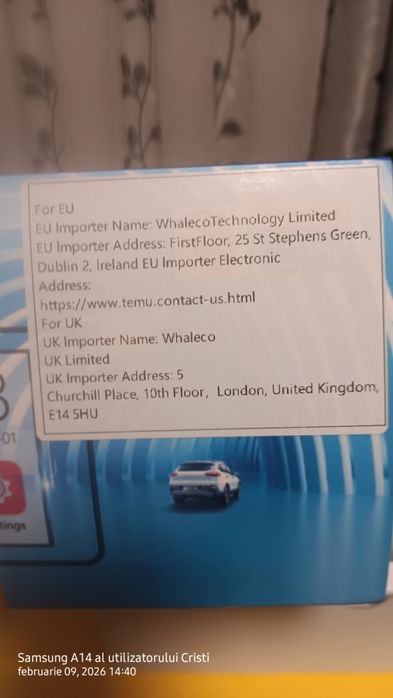 For EU
EU Importer Name: WhalecoTechnology Limited
EU Importer Address: FirstFloor, 25 St Stephens Green,
Dublin 2, Ireland EU Importer Electronic
Address:
https://www.temu.contact-us.html
For UK
UK Importer Name: Whaleco
UK Limited
UK Importer Address: 5
Churchill Place, 10th Floor, London, United Kingdom,
E14 5HU
-01
tings
Samsung A14 al utilizatorului Cristi
februarie 09, 2026 14:40